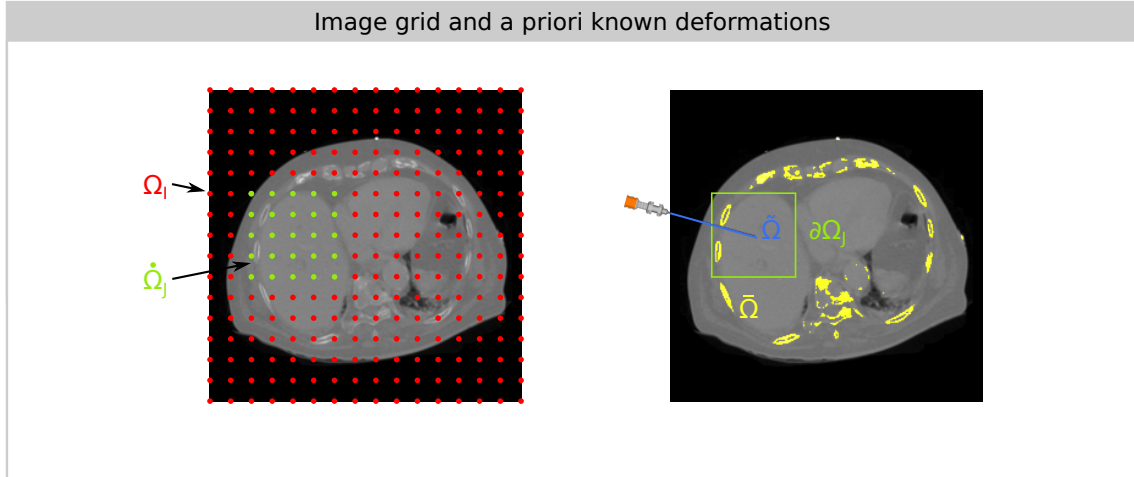 Image grid and a priori known deformations
Ω_I
Ω̇_J
Ω̃
∂Ω_J
Ω̄